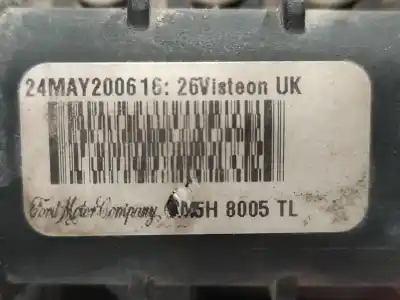 24MAY200616: 26Visteon UK
Ford Motor Company M5H 8005 TL